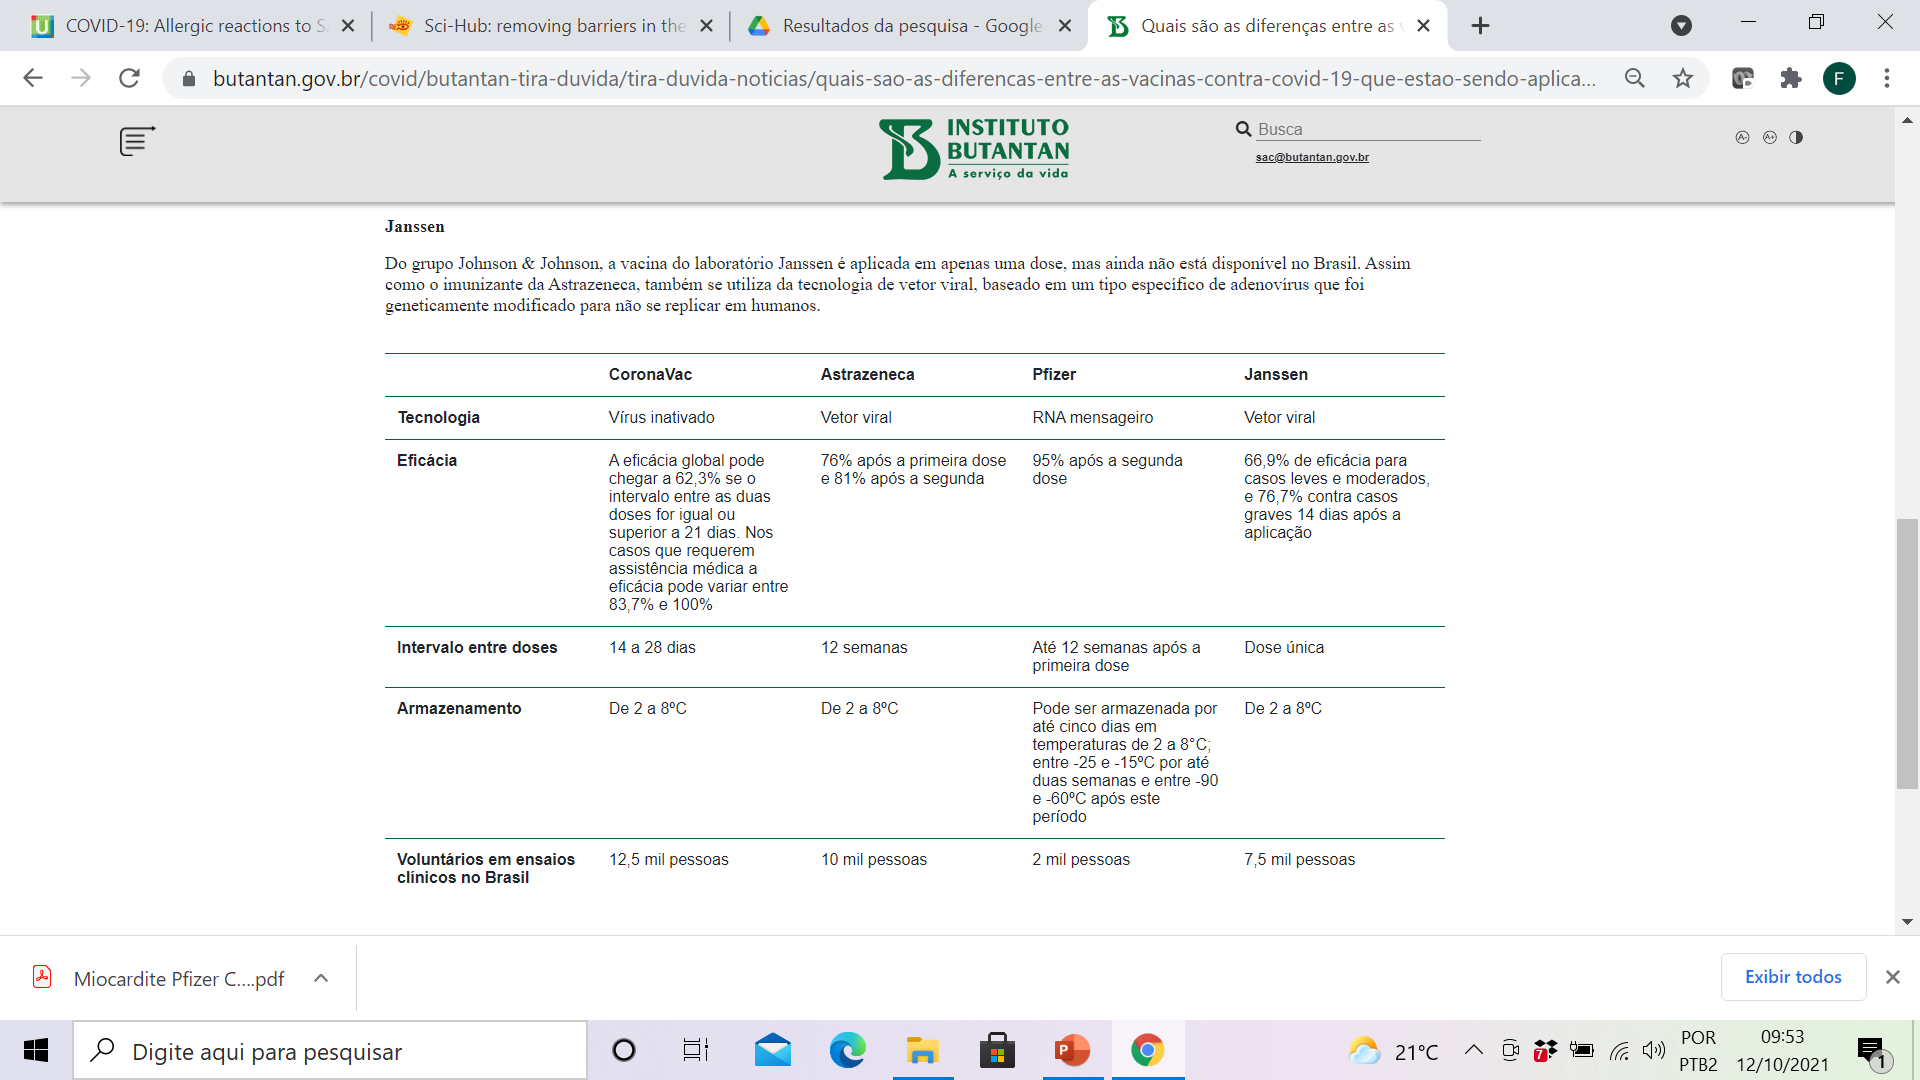 COVID-19: Allergic reactions to SA
Sci-Hub: removing barriers in the
Resultados da pesquisa - Google
Quais são as diferenças entre as v
butantan.gov.br/covid/butantan-tira-duvida/tira-duvida-noticias/quais-sao-as-diferencas-entre-as-vacinas-contra-covid-19-que-estao-sendo-aplica...
F
INSTITUTO
BUTANTAN
A serviço da vida
Busca
sac@butantan.gov.br
A-
A+
Janssen
Do grupo Johnson & Johnson, a vacina do laboratório Janssen é aplicada em apenas uma dose, mas ainda não está disponível no Brasil. Assim
como o imunizante da Astrazeneca, também se utiliza da tecnologia de vetor viral, baseado em um tipo específico de adenovírus que foi
geneticamente modificado para não se replicar em humanos.
CoronaVac
Astrazeneca
Pfizer
Janssen
Tecnologia
Vírus inativado
Vetor viral
RNA mensageiro
Vetor viral
Eficácia
A eficácia global pode
chegar a 62,3% se o
intervalo entre as duas
doses for igual ou
superior a 21 dias. Nos
casos que requerem
assistência médica a
eficácia pode variar entre
83,7% e 100%
76% após a primeira dose
e 81% após a segunda
95% após a segunda
dose
66,9% de eficácia para
casos leves e moderados,
e 76,7% contra casos
graves 14 dias após a
aplicação
Intervalo entre doses
14 a 28 dias
12 semanas
Até 12 semanas após a
primeira dose
Dose única
Armazenamento
De 2 a 8ºC
De 2 a 8ºC
Pode ser armazenada por
até cinco dias em
temperaturas de 2 a 8°C;
entre -25 e -15ºC por até
duas semanas e entre -90
e -60ºC após este
período
De 2 a 8ºC
Voluntários em ensaios
clínicos no Brasil
12,5 mil pessoas
10 mil pessoas
2 mil pessoas
7,5 mil pessoas
Miocardite Pfizer C....pdf
Exibir todos
Digite aqui para pesquisar
21°C
7
POR
PTB2
09:53
12/10/2021
1